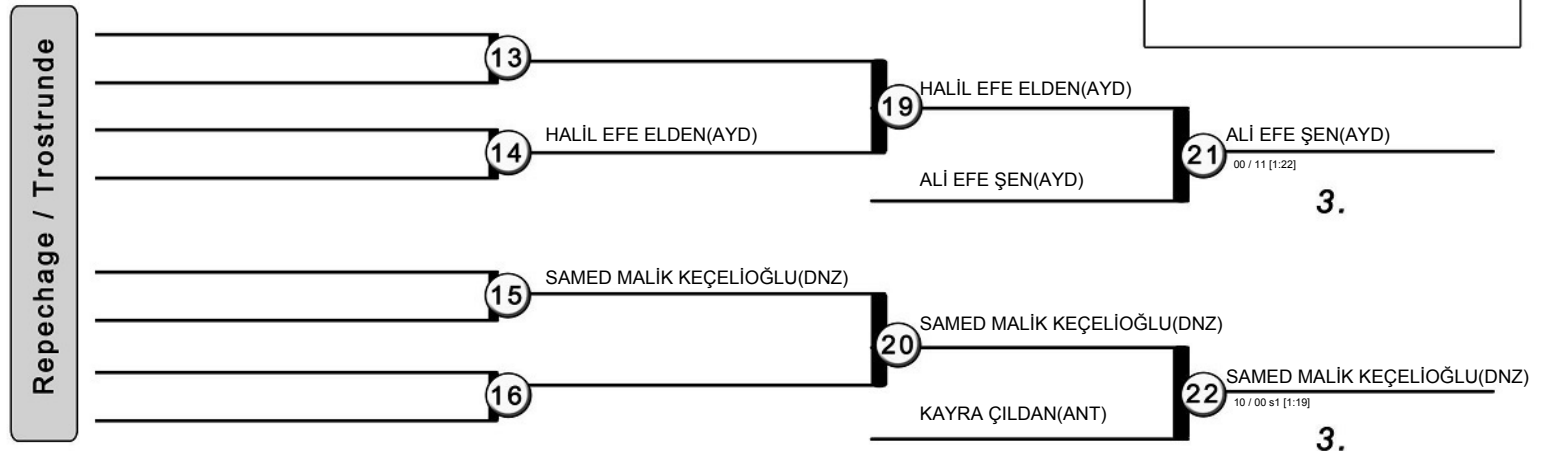 Repechage / Trostrunde
13
19
HALİL EFE ELDEN(AYD)
14
HALİL EFE ELDEN(AYD)
21
ALİ EFE ŞEN(AYD)
00 / 11 [1:22]
ALİ EFE ŞEN(AYD)
3.
15
SAMED MALİK KEÇELİOĞLU(DNZ)
20
SAMED MALİK KEÇELİOĞLU(DNZ)
16
22
SAMED MALİK KEÇELİOĞLU(DNZ)
10 / 00 s1 [1:19]
KAYRA ÇILDAN(ANT)
3.